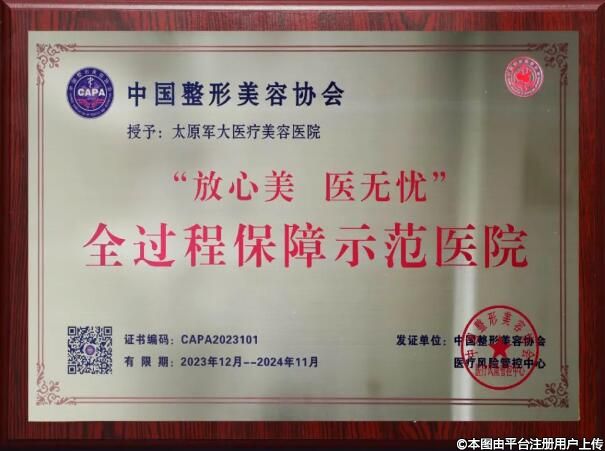 CAPA
中国整形美容协会
授予：太原军大医疗美容医院
“放心美 医无忧”
全过程保障示范医院
证书编号：CAPA2023101
有 效 期：2023年12月--2024年11月
发证单位：中国整形美容协会
医疗风险管控中心
©本图由平台注册用户上传